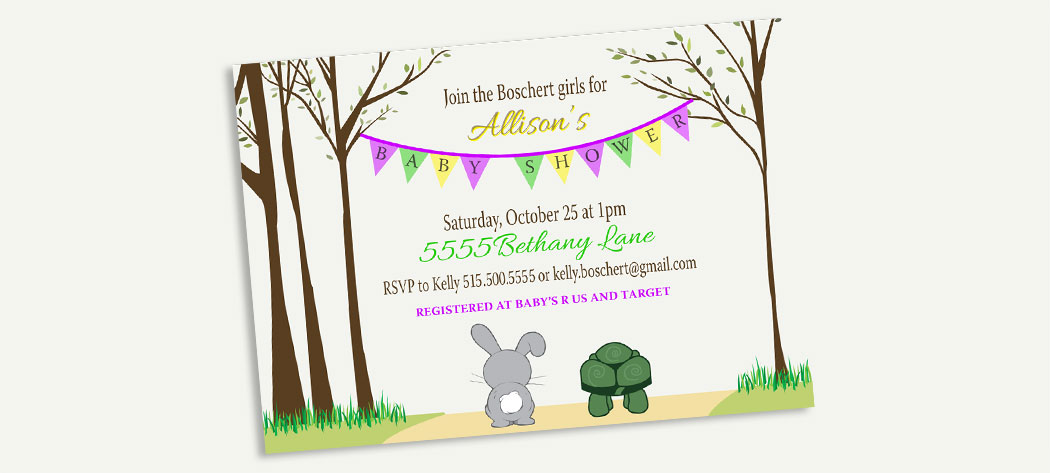 Join the Boschert girls for
Allison's
BABY SHOWER
Saturday, October 25 at 1pm
5555Bethany Lane
RSVP to Kelly 515.500.5555 or kelly.boschert@gmail.com
REGISTERED AT BABY'S R US AND TARGET